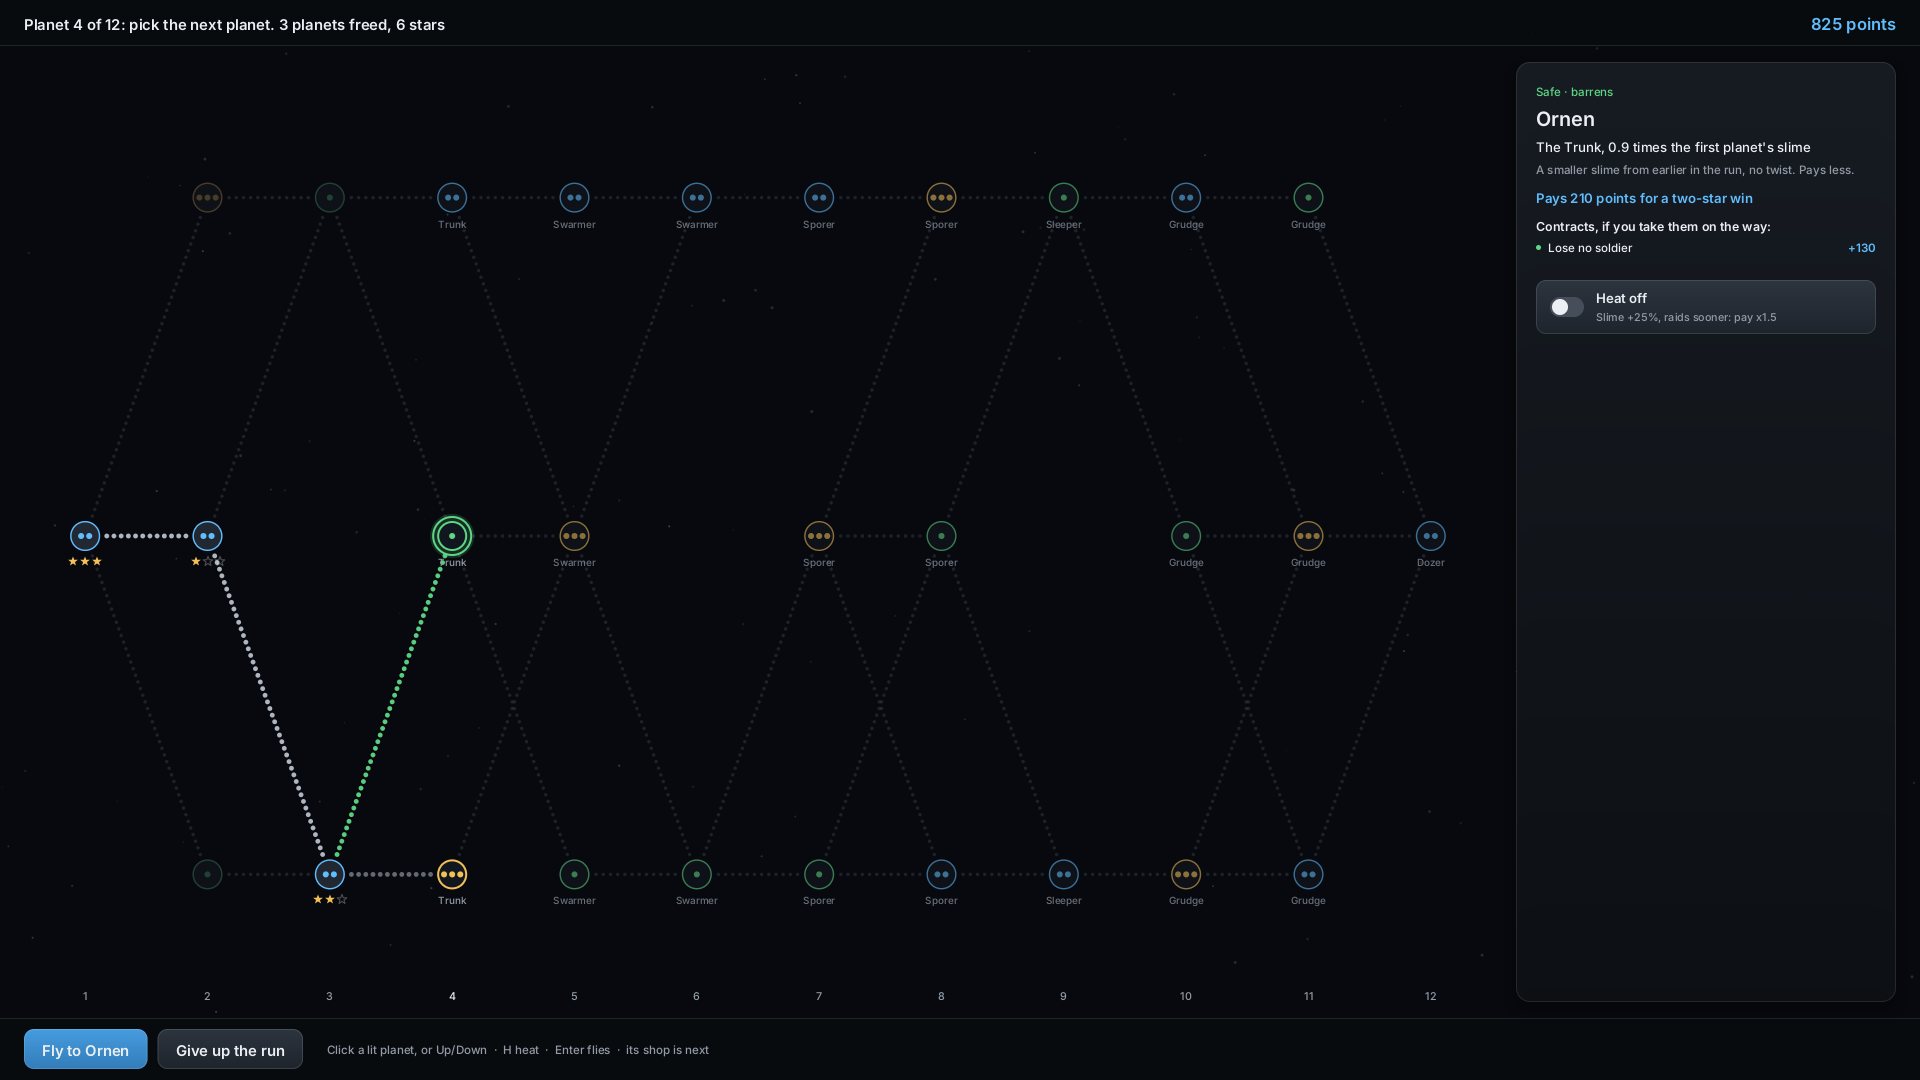 Planet 4 of 12: pick the next planet. 3 planets freed, 6 stars
825 points
Safe · barrens
Ornen
The Trunk, 0.9 times the first planet's slime
A smaller slime from earlier in the run, no twist. Pays less.
Pays 210 points for a two-star win
Contracts, if you take them on the way:
Lose no soldier +130
Heat off
Slime +25%, raids sooner: pay x1.5
Trunk Swarmer Swarmer Sporer Sporer Sleeper Grudge Grudge
Trunk Swarmer Sporer Sporer Grudge Grudge Dozer
Trunk Swarmer Swarmer Sporer Sporer Sleeper Grudge Grudge
1 2 3 4 5 6 7 8 9 10 11 12
Fly to Ornen
Give up the run
Click a lit planet, or Up/Down · H heat · Enter flies · its shop is next